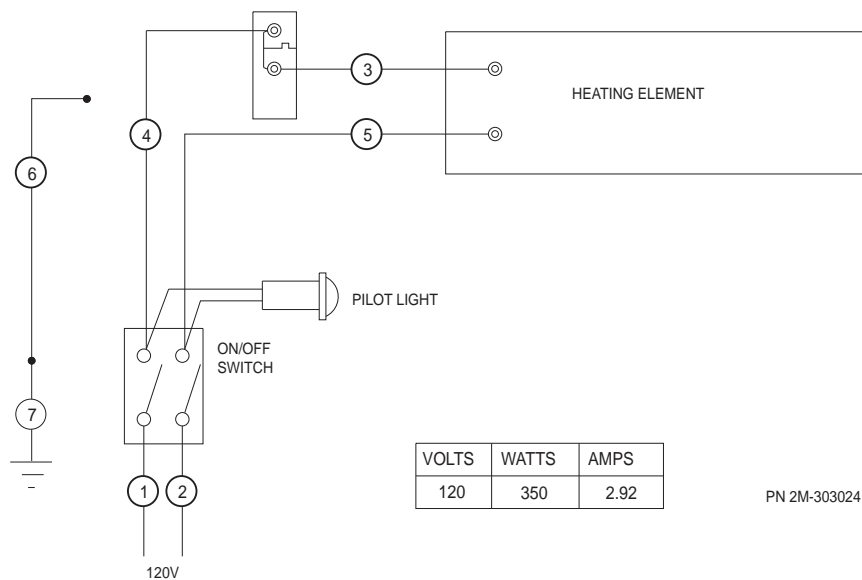 3
HEATING ELEMENT
4
5
6
PILOT LIGHT
ON/OFF
SWITCH
7
VOLTS WATTS AMPS
120 350 2.92
PN 2M-303024
1 2
120V